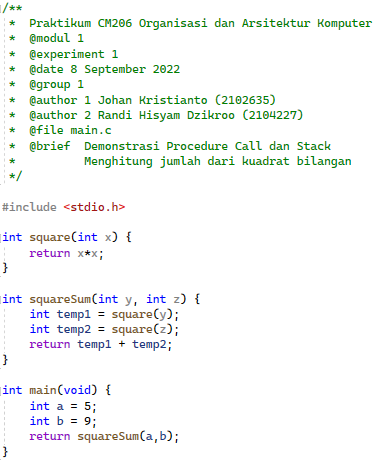 /**
 *  Praktikum CM206 Organisasi dan Arsitektur Komputer
 *  @modul 1
 *  @experiment 1
 *  @date 8 September 2022
 *  @group 1
 *  @author 1 Johan Kristianto (2102635)
 *  @author 2 Randi Hisyam Dzikroo (2104227)
 *  @file main.c
 *  @brief  Demonstrasi Procedure Call dan Stack
 *          Menghitung jumlah dari kuadrat bilangan
 */
#include <stdio.h>
int square(int x) {
    return x*x;
}
int squareSum(int y, int z) {
    int temp1 = square(y);
    int temp2 = square(z);
    return temp1 + temp2;
}
int main(void) {
    int a = 5;
    int b = 9;
    return squareSum(a,b);
}